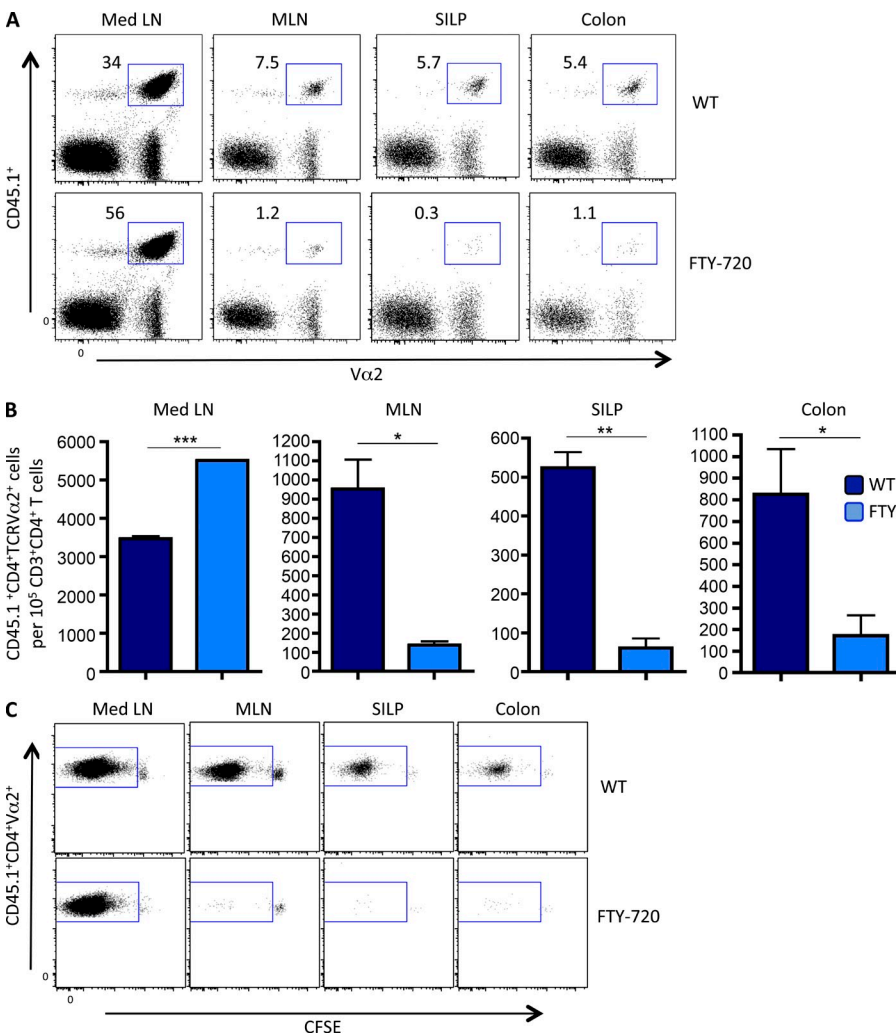 A
Med LN MLN SILP Colon
34 7.5 5.7 5.4
WT
56 1.2 0.3 1.1
FTY-720
CD45.1⁺
0
0
Vα2
B
Med LN MLN SILP Colon
CD45.1 ⁺CD4⁺TCRVα2⁺ cells
per 10⁵ CD3⁺CD4⁺ T cells
6000
5000
4000
3000
2000
1000
0
***
1200
1100
1000
900
800
700
600
500
400
300
200
100
0
*
600
500
400
300
200
100
0
**
1100
1000
900
800
700
600
500
400
300
200
100
0
*
WT
FTY
C
Med LN MLN SILP Colon
WT
FTY-720
CD45.1⁺CD4⁺Vα2⁺
0
0
CFSE